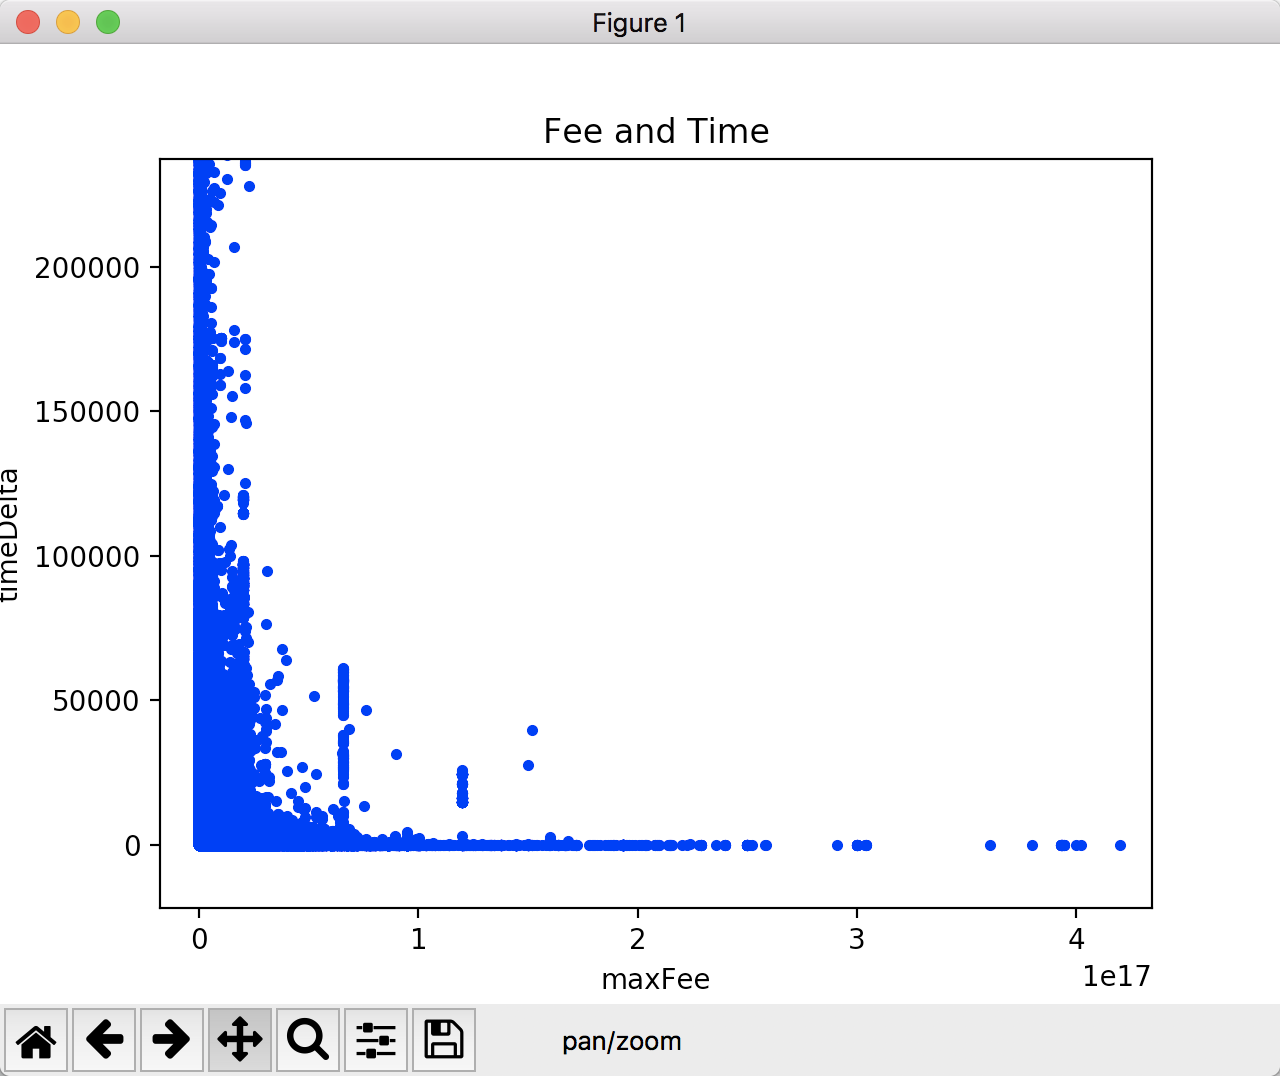 Figure 1
Fee and Time
200000
150000
100000
50000
0
timeDelta
0 1 2 3 4
1e17
maxFee
pan/zoom